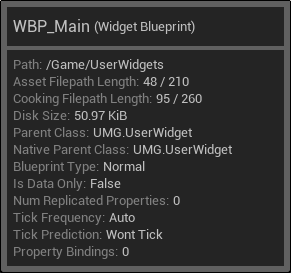 WBP_Main (Widget Blueprint)
Path: /Game/UserWidgets
Asset Filepath Length: 48 / 210
Cooking Filepath Length: 95 / 260
Disk Size: 50.97 KiB
Parent Class: UMG.UserWidget
Native Parent Class: UMG.UserWidget
Blueprint Type: Normal
Is Data Only: False
Num Replicated Properties: 0
Tick Frequency: Auto
Tick Prediction: Wont Tick
Property Bindings: 0